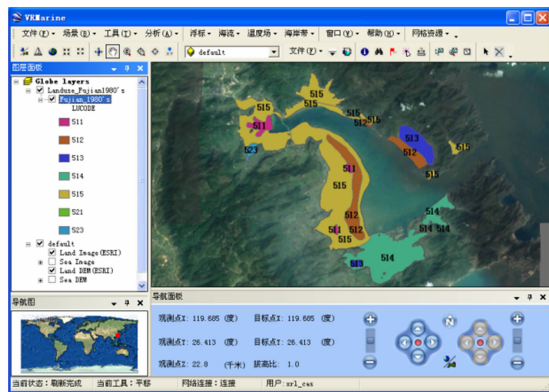 VRMarine
文件(F) 场景(B) 工具(T) 分析(A) 浮标 海流 温度场 海岸带 窗口(V) 帮助(H) 网格资源
default 文件(F)
图层面板
Globe layers
Landuse_Fujian1980's
Fujian_1980's
LUCODE
511
512
513
514
515
521
523
default
Land Image(ESRI)
Sea Image
Land DEM(ESRI)
Sea DEM
515
515
511
515
512
515
523
513
512
515
515
511
515
512
514
514 514
511 512
515
514
513
导航图
导航面板
观测点X: 119.605 (度) 目标点X: 119.605 (度)
观测点Y: 26.413 (度) 目标点Y: 26.413 (度)
观测点Z: 22.8 (千米) 拔高比: 1.0
当前状态:刷新完成 当前工具:平移 网络连接:连接 用户:srl_cas